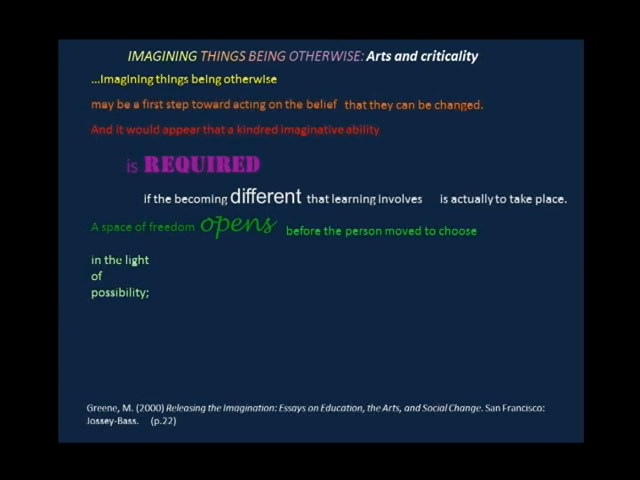 IMAGINING THINGS BEING OTHERWISE: Arts and criticality
...Imagining things being otherwise
may be a first step toward acting on the belief that they can be changed.
And it would appear that a kindred imaginative ability
is REQUIRED
if the becoming different that learning involves is actually to take place.
A space of freedom opens before the person moved to choose
in the light
of
possibility;
Greene, M. (2000) Releasing the Imagination: Essays on Education, the Arts, and Social Change. San Francisco:
Jossey-Bass. (p.22)